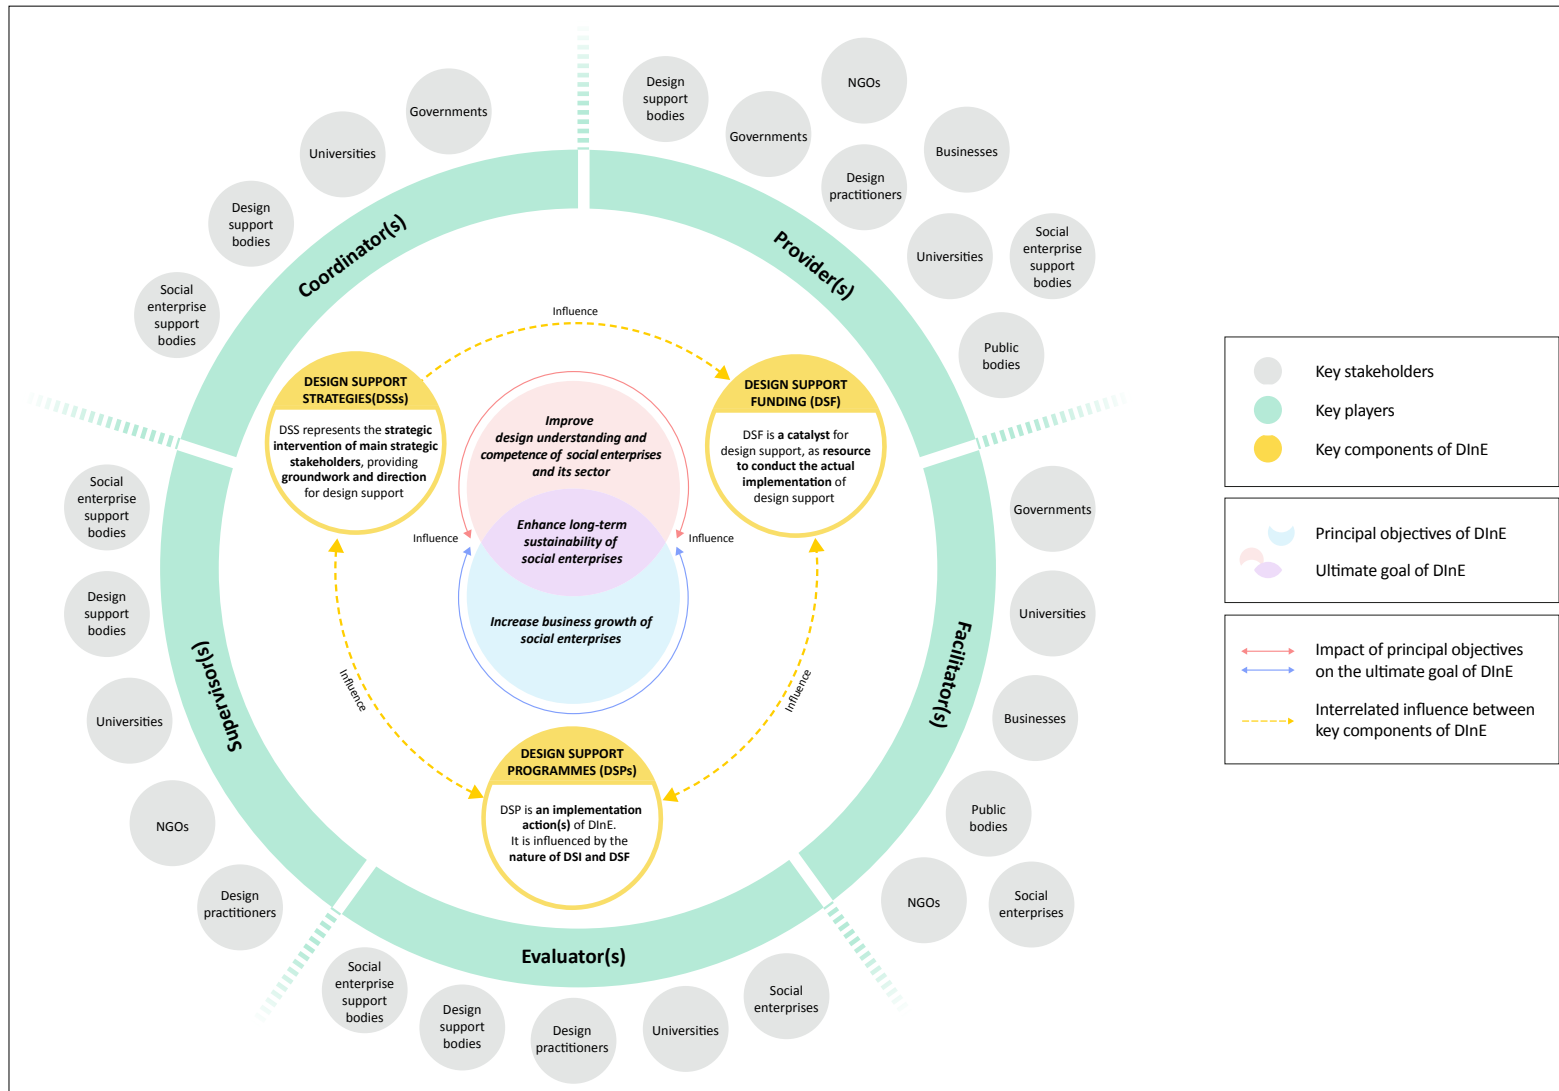 Governments
Universities
Design
support
bodies
Social
enterprise
support
bodies
Coordinator(s)
Design
support
bodies
Governments
NGOs
Design
practitioners
Businesses
Universities
Social
enterprise
support
bodies
Public
bodies
Provider(s)
Governments
Universities
Businesses
Public
bodies
NGOs
Social
enterprises
Facilitator(s)
Social
enterprise
support
bodies
Design
support
bodies
Design
practitioners
Universities
Social
enterprises
Evaluator(s)
Social
enterprise
support
bodies
Design
support
bodies
Universities
NGOs
Design
practitioners
Supervisor(s)
Influence
DESIGN SUPPORT
STRATEGIES(DSSs)
DSS represents the strategic
intervention of main strategic
stakeholders, providing
groundwork and direction
for design support
DESIGN SUPPORT
FUNDING (DSF)
DSF is a catalyst for
design support, as resource
to conduct the actual
implementation of
design support
Improve
design understanding and
competence of social enterprises
and its sector
Influence
Influence
Enhance long-term
sustainability of
social enterprises
Increase business growth of
social enterprises
Influence
Influence
DESIGN SUPPORT
PROGRAMMES (DSPs)
DSP is an implementation
action(s) of DInE.
It is influenced by the
nature of DSI and DSF
Key stakeholders
Key players
Key components of DInE
Principal objectives of DInE
Ultimate goal of DInE
Impact of principal objectives
on the ultimate goal of DInE
Interrelated influence between
key components of DInE